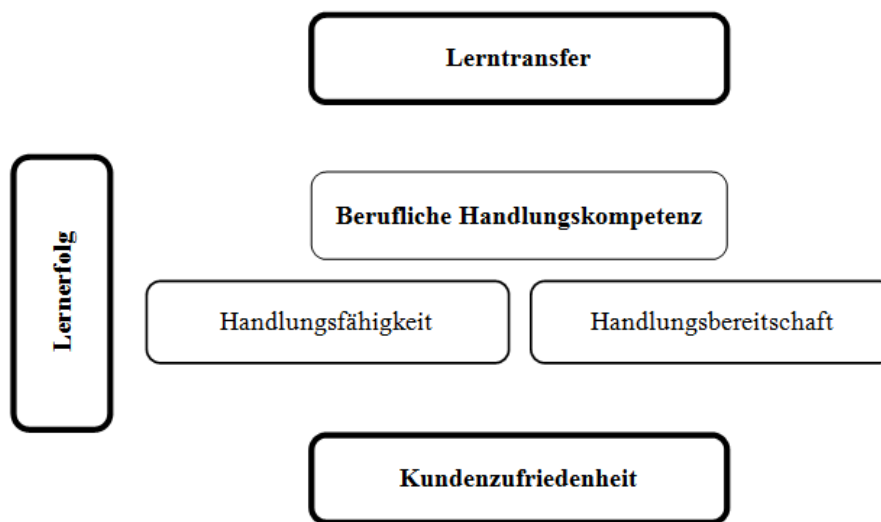 Lerntransfer
Berufliche Handlungskompetenz
Lernerfolg
Handlungsfähigkeit
Handlungsbereitschaft
Kundenzufriedenheit